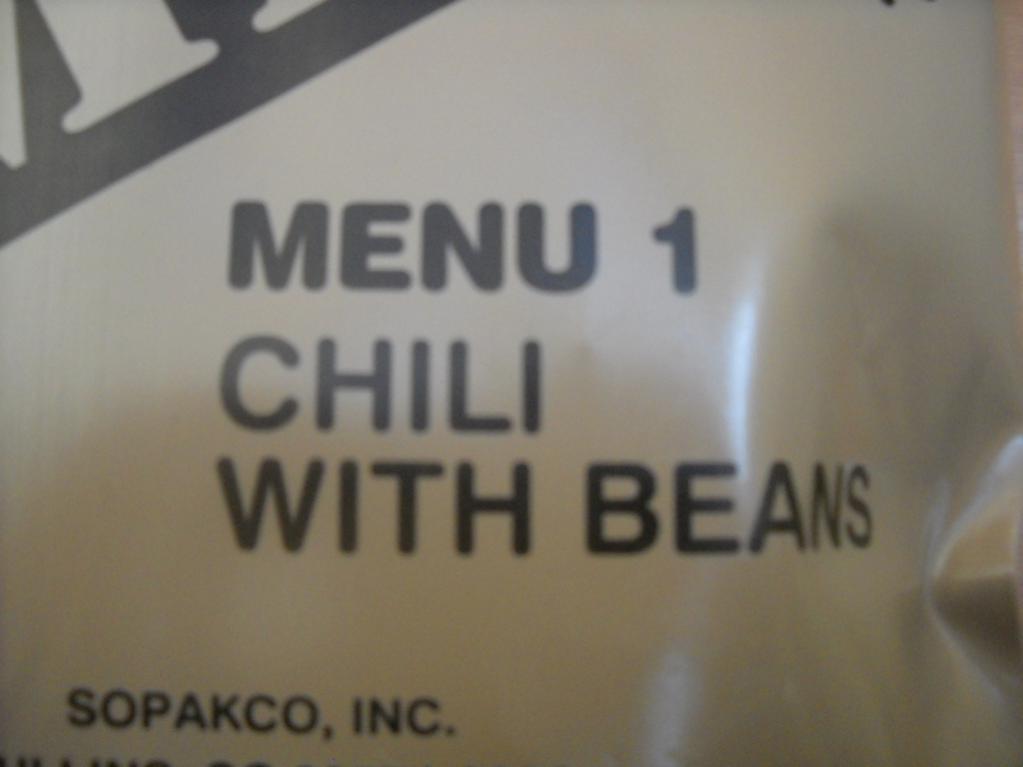 MENU 1
CHILI
WITH BEANS
SOPAKCO, INC.